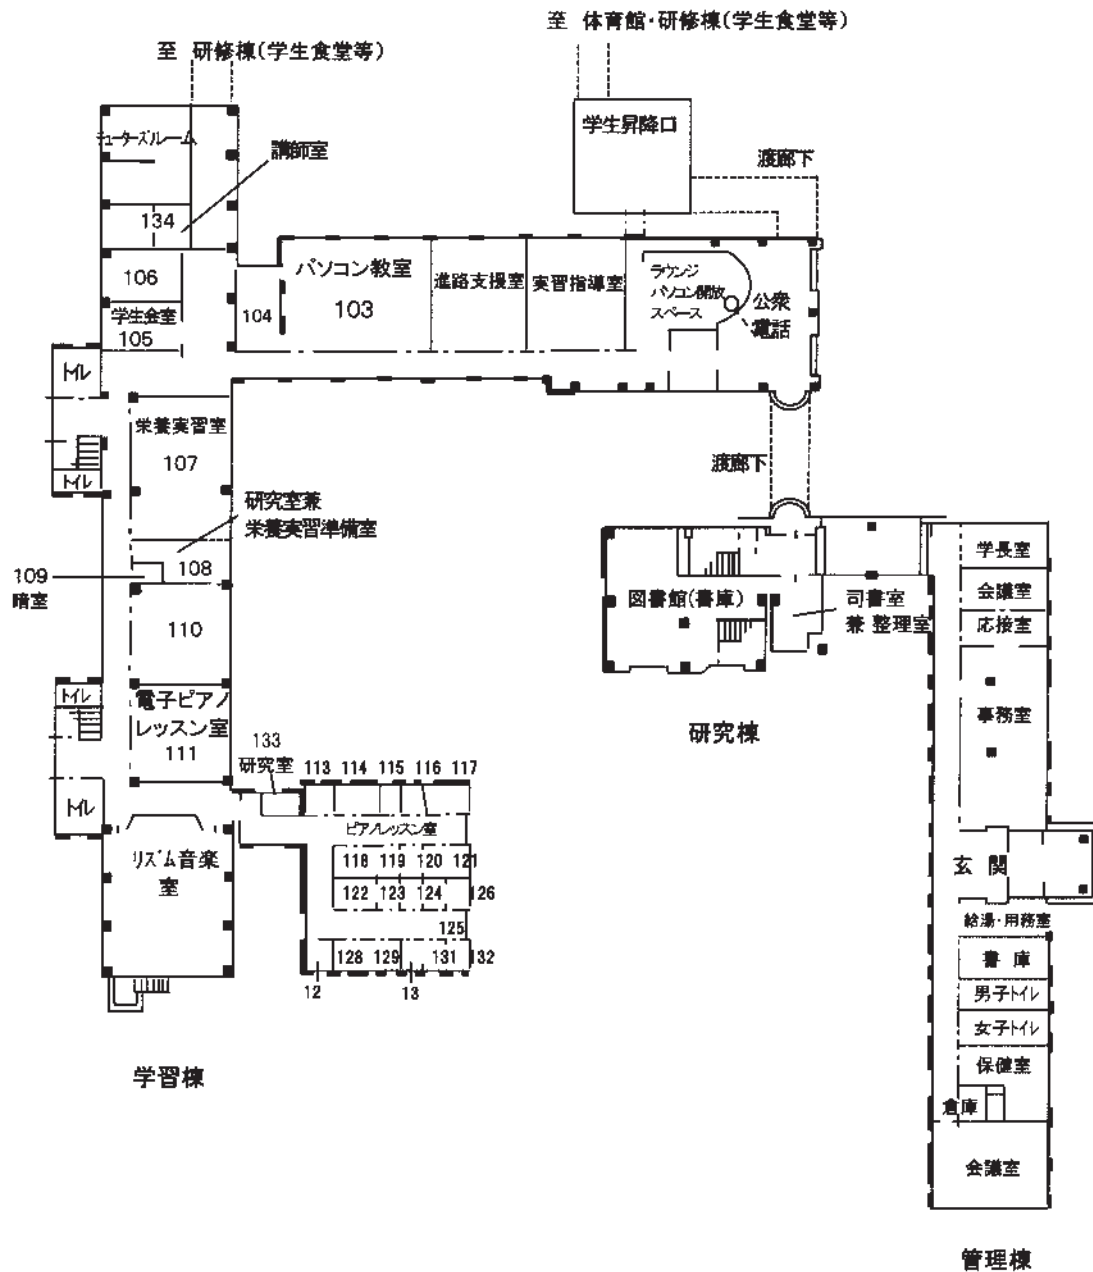 至 体育館・研修棟(学生食堂等)
至 研修棟(学生食堂等)
学生昇降口
チューターズルーム
講師室
渡廊下
134
106
学生会室
105
104
パソコン教室
103
進路支援室
実習指導室
ラウンジ
パソコン開放
スペース
公衆
電話
トイレ
栄養実習室
107
トイレ
渡廊下
研究室兼
栄養実習準備室
108
109
暗室
110
図書館(書庫)
司書室
兼 整理室
学長室
会議室
応接室
事務室
研究棟
トイレ
電子ピアノ
レッスン室
111
133
研究室
113
114
115
116
117
トイレ
ピアノレッスン室
リズム音楽
室
118
119
120
121
122
123
124
126
125
128
129
131
132
12
13
玄 関
給湯・用務室
書 庫
男子トイレ
女子トイレ
保健室
倉庫
会議室
学習棟
管理棟